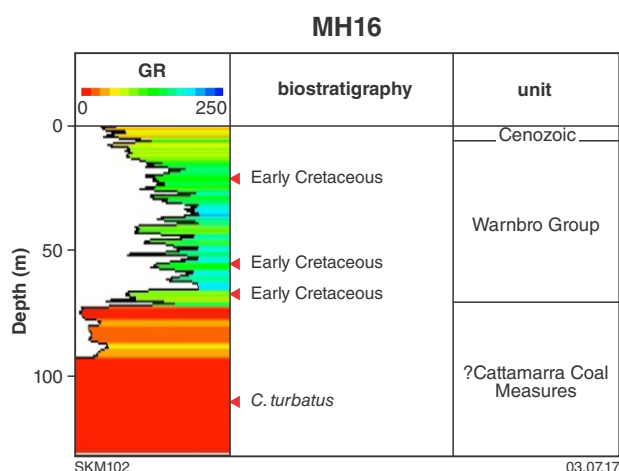 MH16
GR
0 250
biostratigraphy
unit
Depth (m)
0
50
100
Early Cretaceous
Early Cretaceous
Early Cretaceous
C. turbatus
Cenozoic
Warnbro Group
?Cattamarra Coal
Measures
SKM102
03.07.17